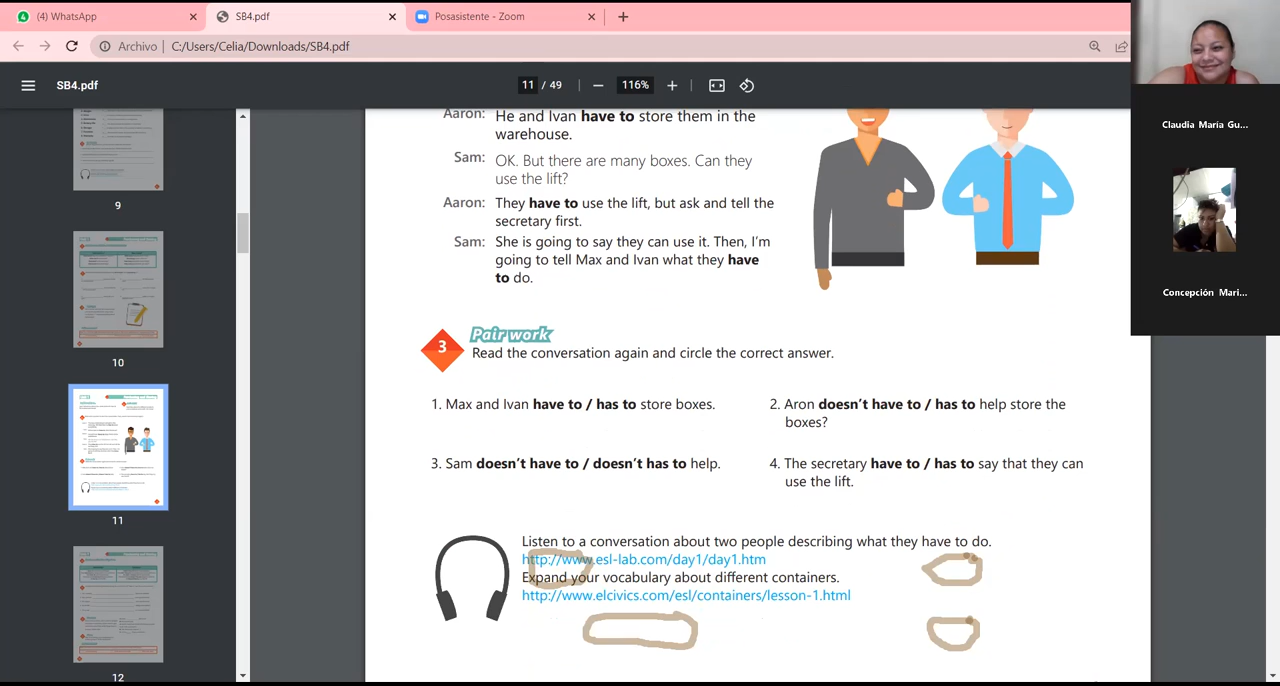 (4) WhatsApp
SB4.pdf
Posasistente - Zoom
Archivo | C:/Users/Celia/Downloads/SB4.pdf
SB4.pdf
11 / 49
116%
Claudia María Gu...
Concepción Mari...
9
10
11
12
Aaron: He and Ivan have to store them in the
warehouse.
Sam: OK. But there are many boxes. Can they
use the lift?
Aaron: They have to use the lift, but ask and tell the
secretary first.
Sam: She is going to say they can use it. Then, I'm
going to tell Max and Ivan what they have
to do.
3
Pair work
Read the conversation again and circle the correct answer.
1. Max and Ivan have to / has to store boxes.
2. Aron doesn't have to / has to help store the
boxes?
3. Sam doesn't have to / doesn't has to help.
4. The secretary have to / has to say that they can
use the lift.
Listen to a conversation about two people describing what they have to do.
http://www.esl-lab.com/day1/day1.htm
Expand your vocabulary about different containers.
http://www.elcivics.com/esl/containers/lesson-1.html